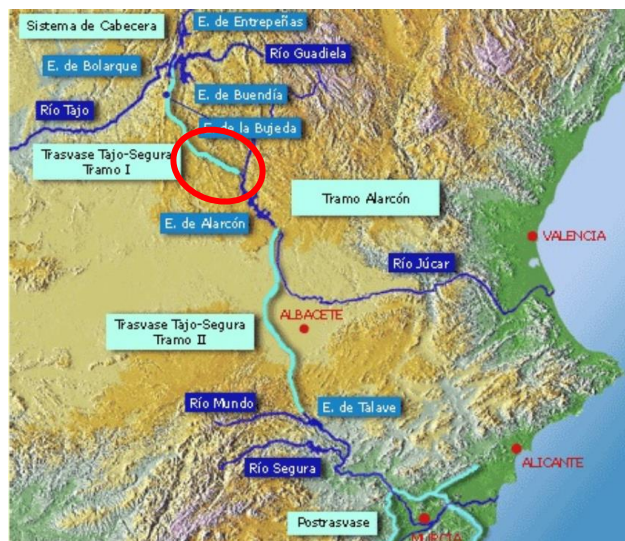 Sistema de Cabecera
E. de Entrepeñas
Río Guadiela
E. de Bolarque
E. de Buendía
Río Tajo
E. de la Bujeda
Trasvase Tajo-Segura
Tramo I
Tramo Alarcón
E. de Alarcón
VALENCIA
Río Júcar
ALBACETE
Trasvase Tajo-Segura
Tramo II
Río Mundo
E. de Talave
Río Segura
ALICANTE
Postrasvase
MURCIA